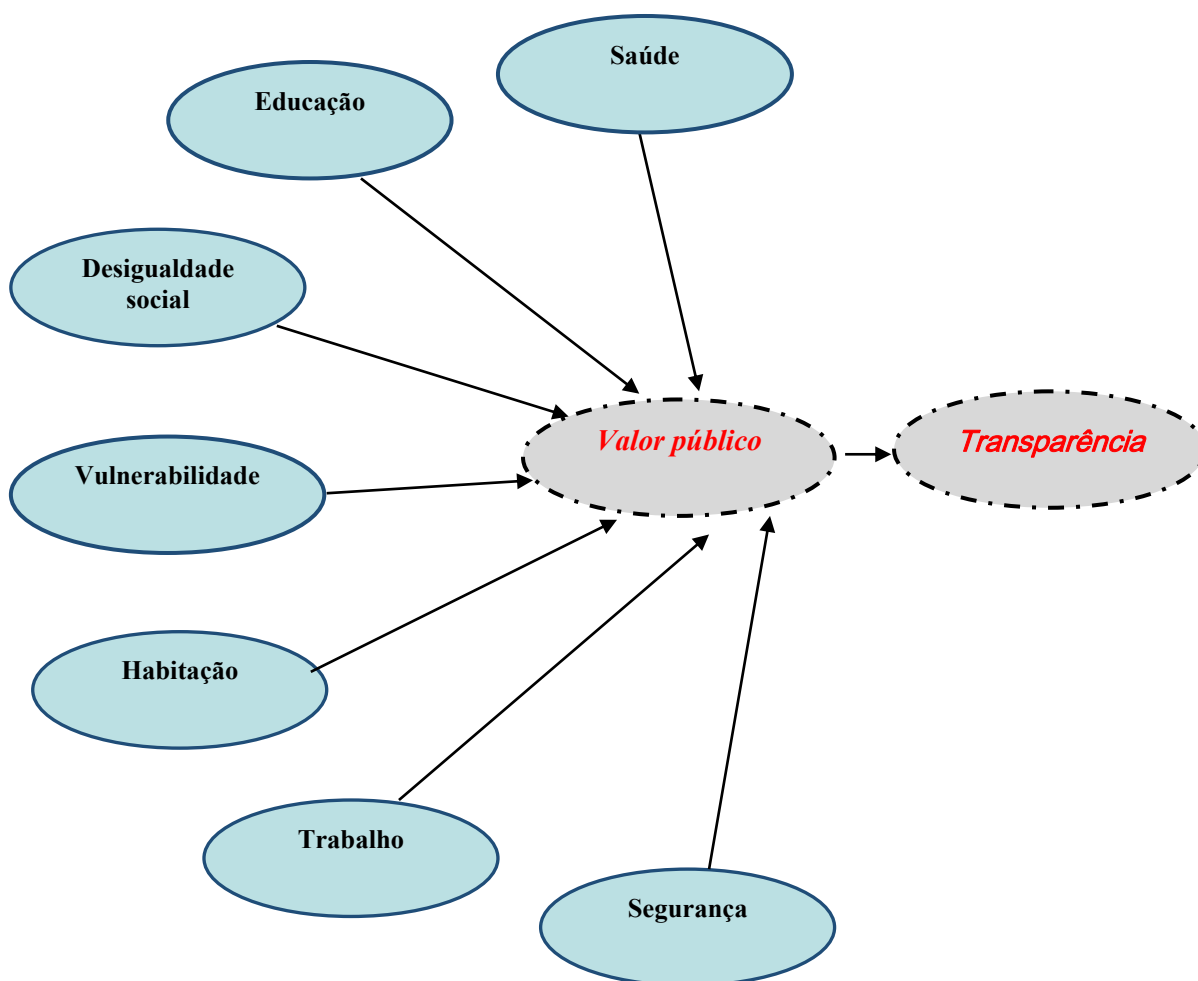 Saúde
Educação
Desigualdade
social
Valor público
Transparência
Vulnerabilidade
Habitação
Trabalho
Segurança